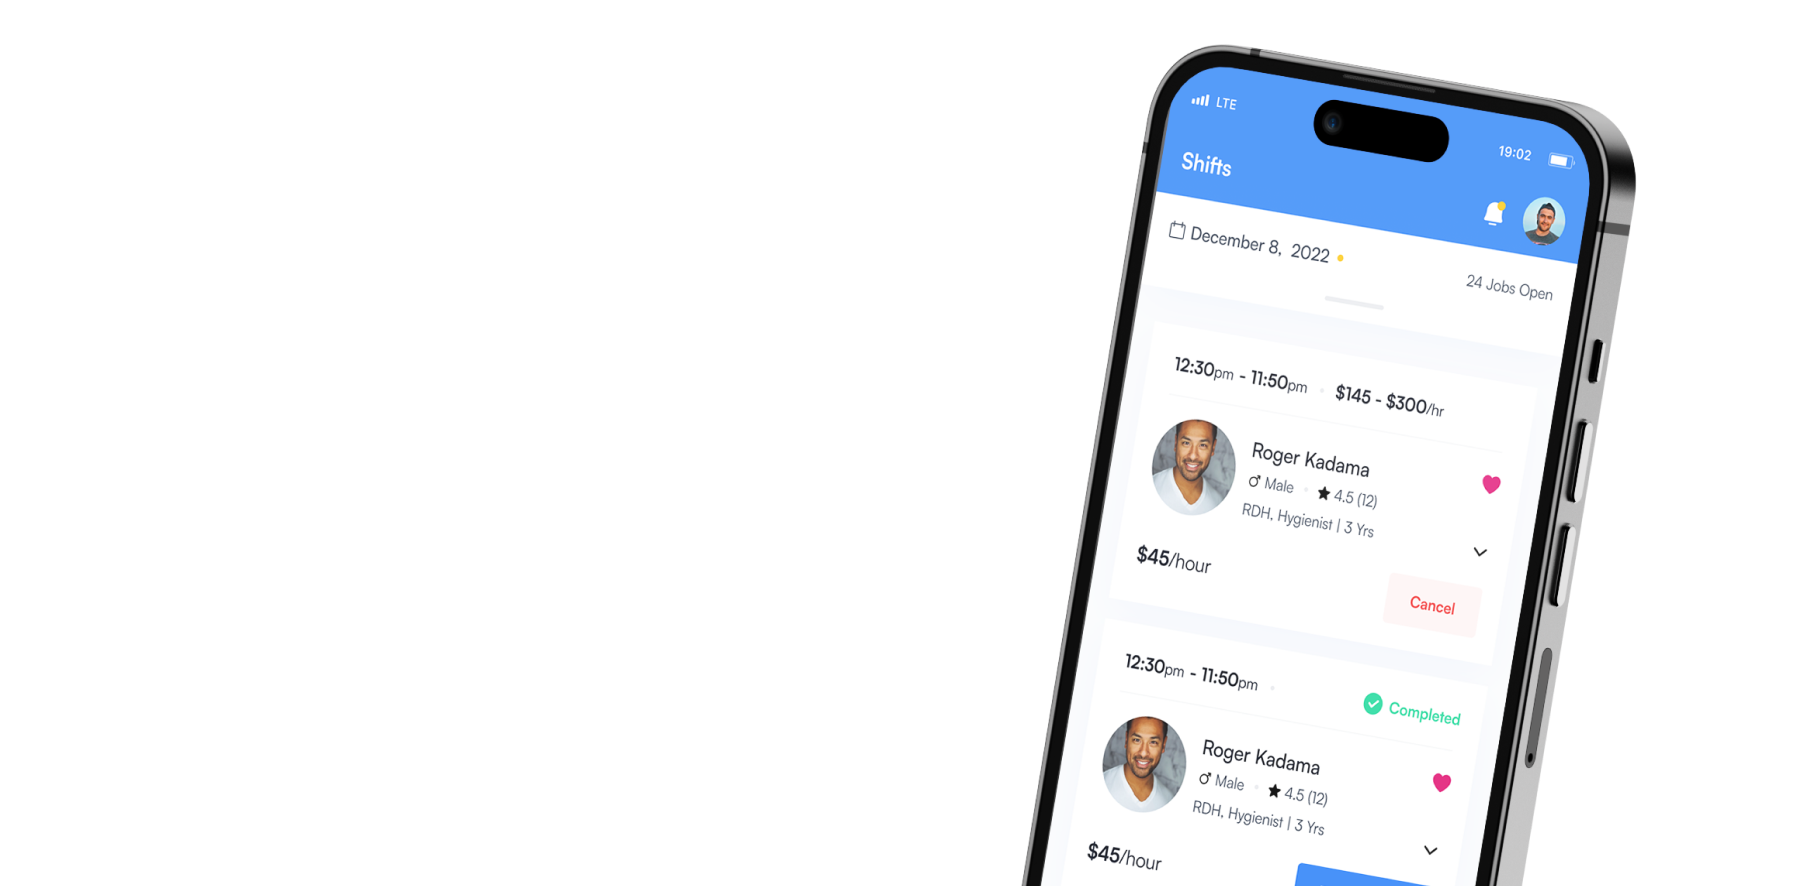 LTE
19:02
Shifts
December 8, 2022
24 Jobs Open
12:30pm - 11:50pm $145 - $300/hr
Roger Kadama
Male 4.5 (12)
RDH, Hygienist | 3 Yrs
$45/hour
Cancel
12:30pm - 11:50pm
Completed
Roger Kadama
Male 4.5 (12)
RDH, Hygienist | 3 Yrs
$45/hour